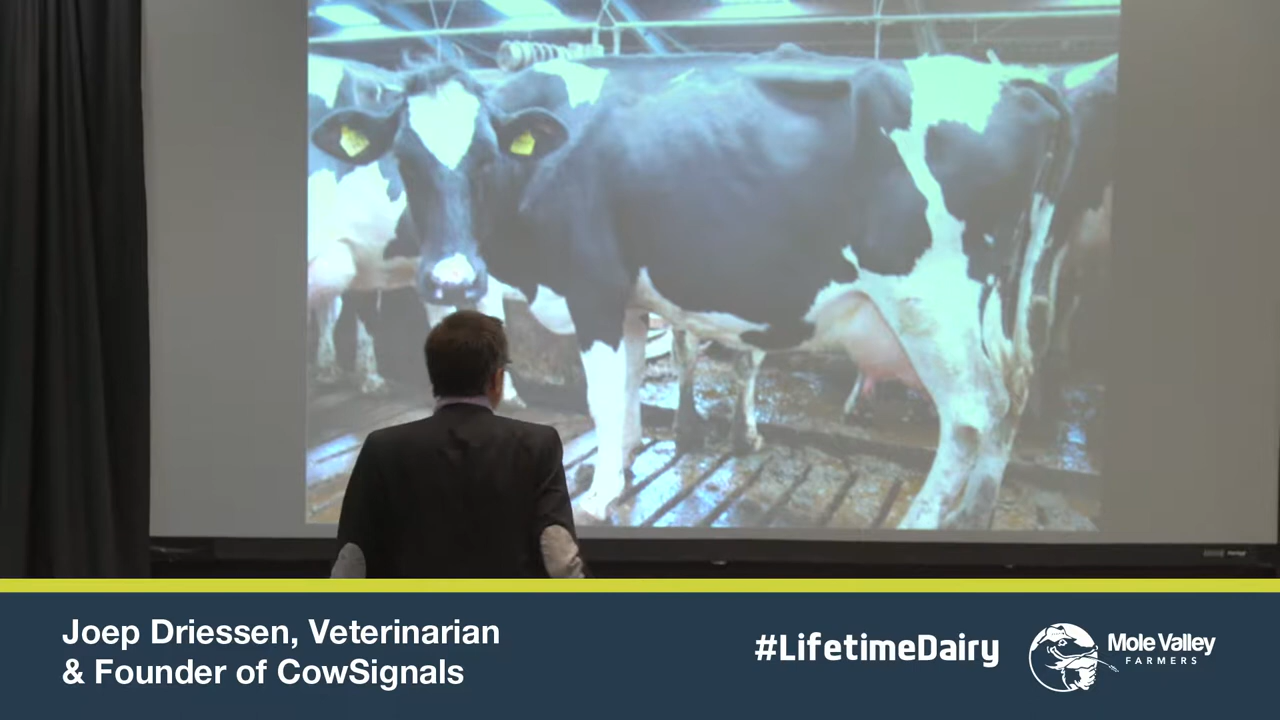 Joep Driessen, Veterinarian
& Founder of CowSignals
#LifetimeDairy
Mole Valley
FARMERS